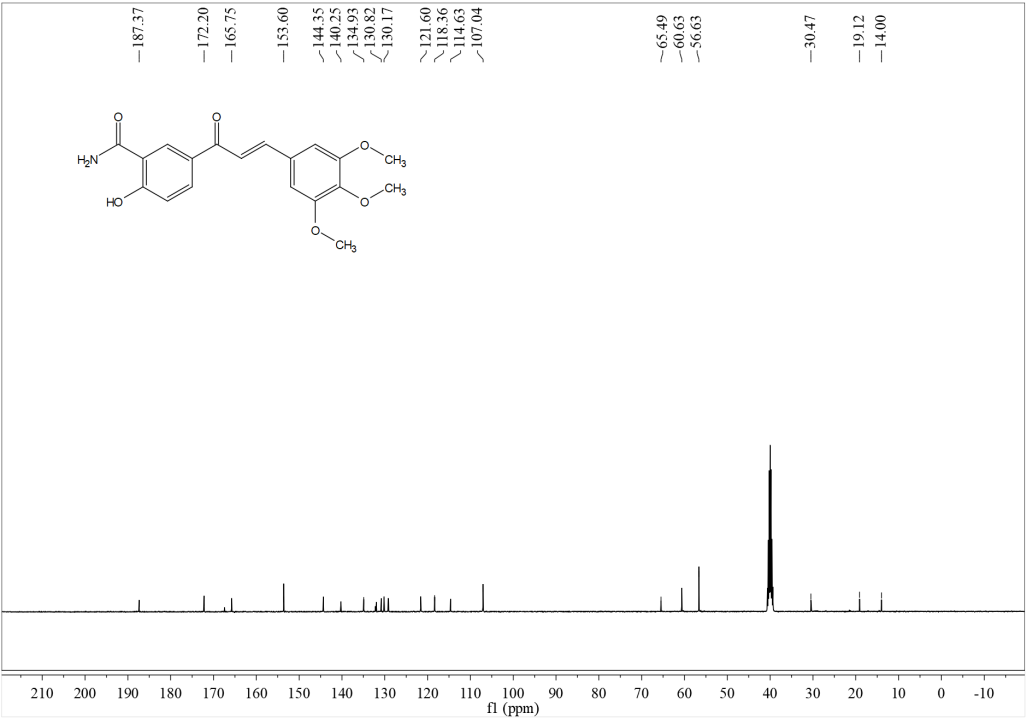 187.37
172.20
165.75
153.60
144.35
140.25
134.93
130.82
130.17
121.60
118.36
114.63
107.04
65.49
60.63
56.63
30.47
19.12
14.00
O
O
H₂N
HO
O
CH₃
O
CH₃
O
CH₃
210 200 190 180 170 160 150 140 130 120 110 100 90 80 70 60 50 40 30 20 10 0 -10
f1 (ppm)